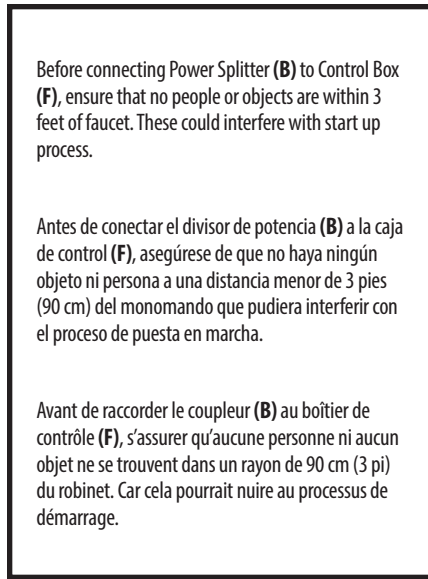 Before connecting Power Splitter (B) to Control Box
(F), ensure that no people or objects are within 3
feet of faucet. These could interfere with start up
process.
Antes de conectar el divisor de potencia (B) a la caja
de control (F), asegúrese de que no haya ningún
objeto ni persona a una distancia menor de 3 pies
(90 cm) del monomando que pudiera interferir con
el proceso de puesta en marcha.
Avant de raccorder le coupleur (B) au boîtier de
contrôle (F), s’assurer qu’aucune personne ni aucun
objet ne se trouvent dans un rayon de 90 cm (3 pi)
du robinet. Car cela pourrait nuire au processus de
démarrage.